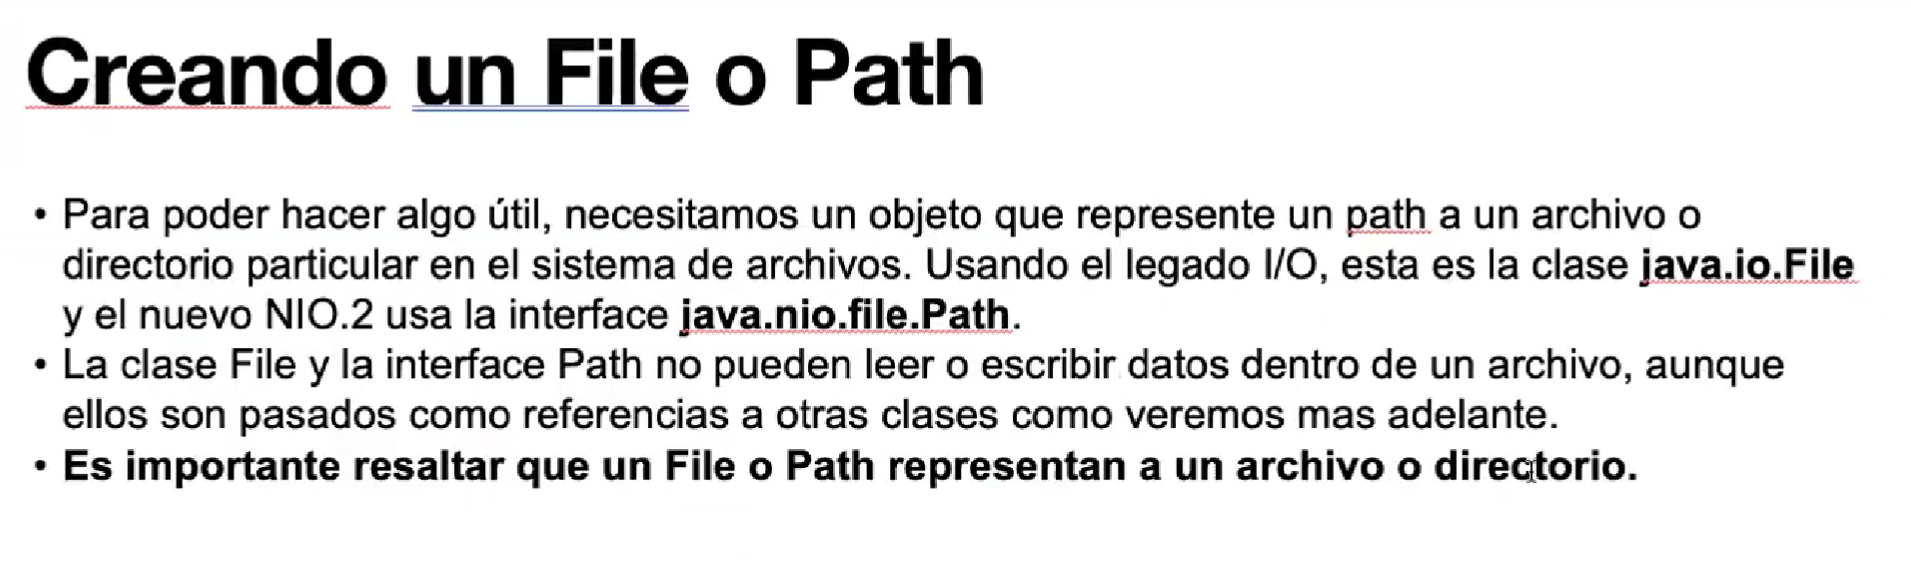 Creando un File o Path
• Para poder hacer algo útil, necesitamos un objeto que represente un path a un archivo o
directorio particular en el sistema de archivos. Usando el legado I/O, esta es la clase java.io.File
y el nuevo NIO.2 usa la interface java.nio.file.Path.
• La clase File y la interface Path no pueden leer o escribir datos dentro de un archivo, aunque
ellos son pasados como referencias a otras clases como veremos mas adelante.
• Es importante resaltar que un File o Path representan a un archivo o directorio.